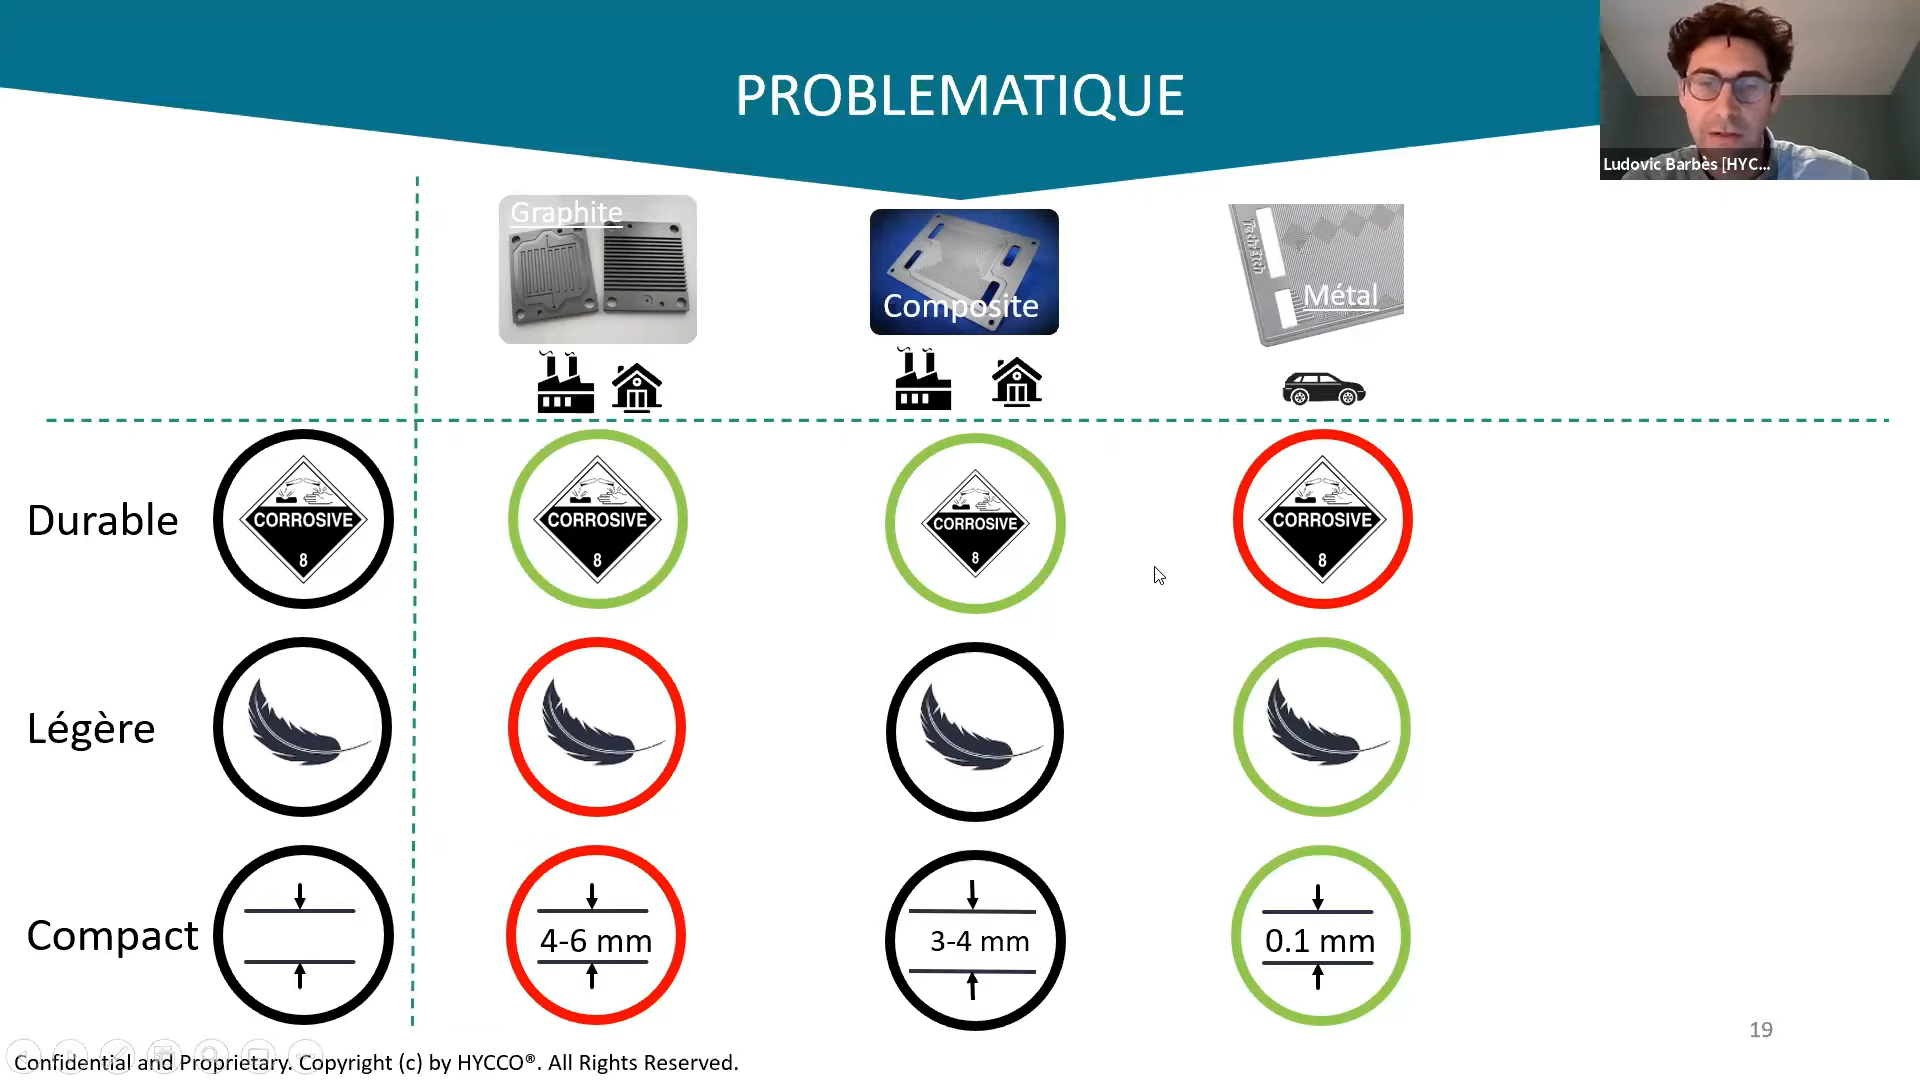 PROBLEMATIQUE
Ludovic Barbès [HYC...
Graphite
Composite
TechEtch
Métal
Durable
CORROSIVE
8
CORROSIVE
8
CORROSIVE
8
CORROSIVE
8
Légère
Compact
4-6 mm
3-4 mm
0.1 mm
19
Confidential and Proprietary. Copyright (c) by HYCCO®. All Rights Reserved.